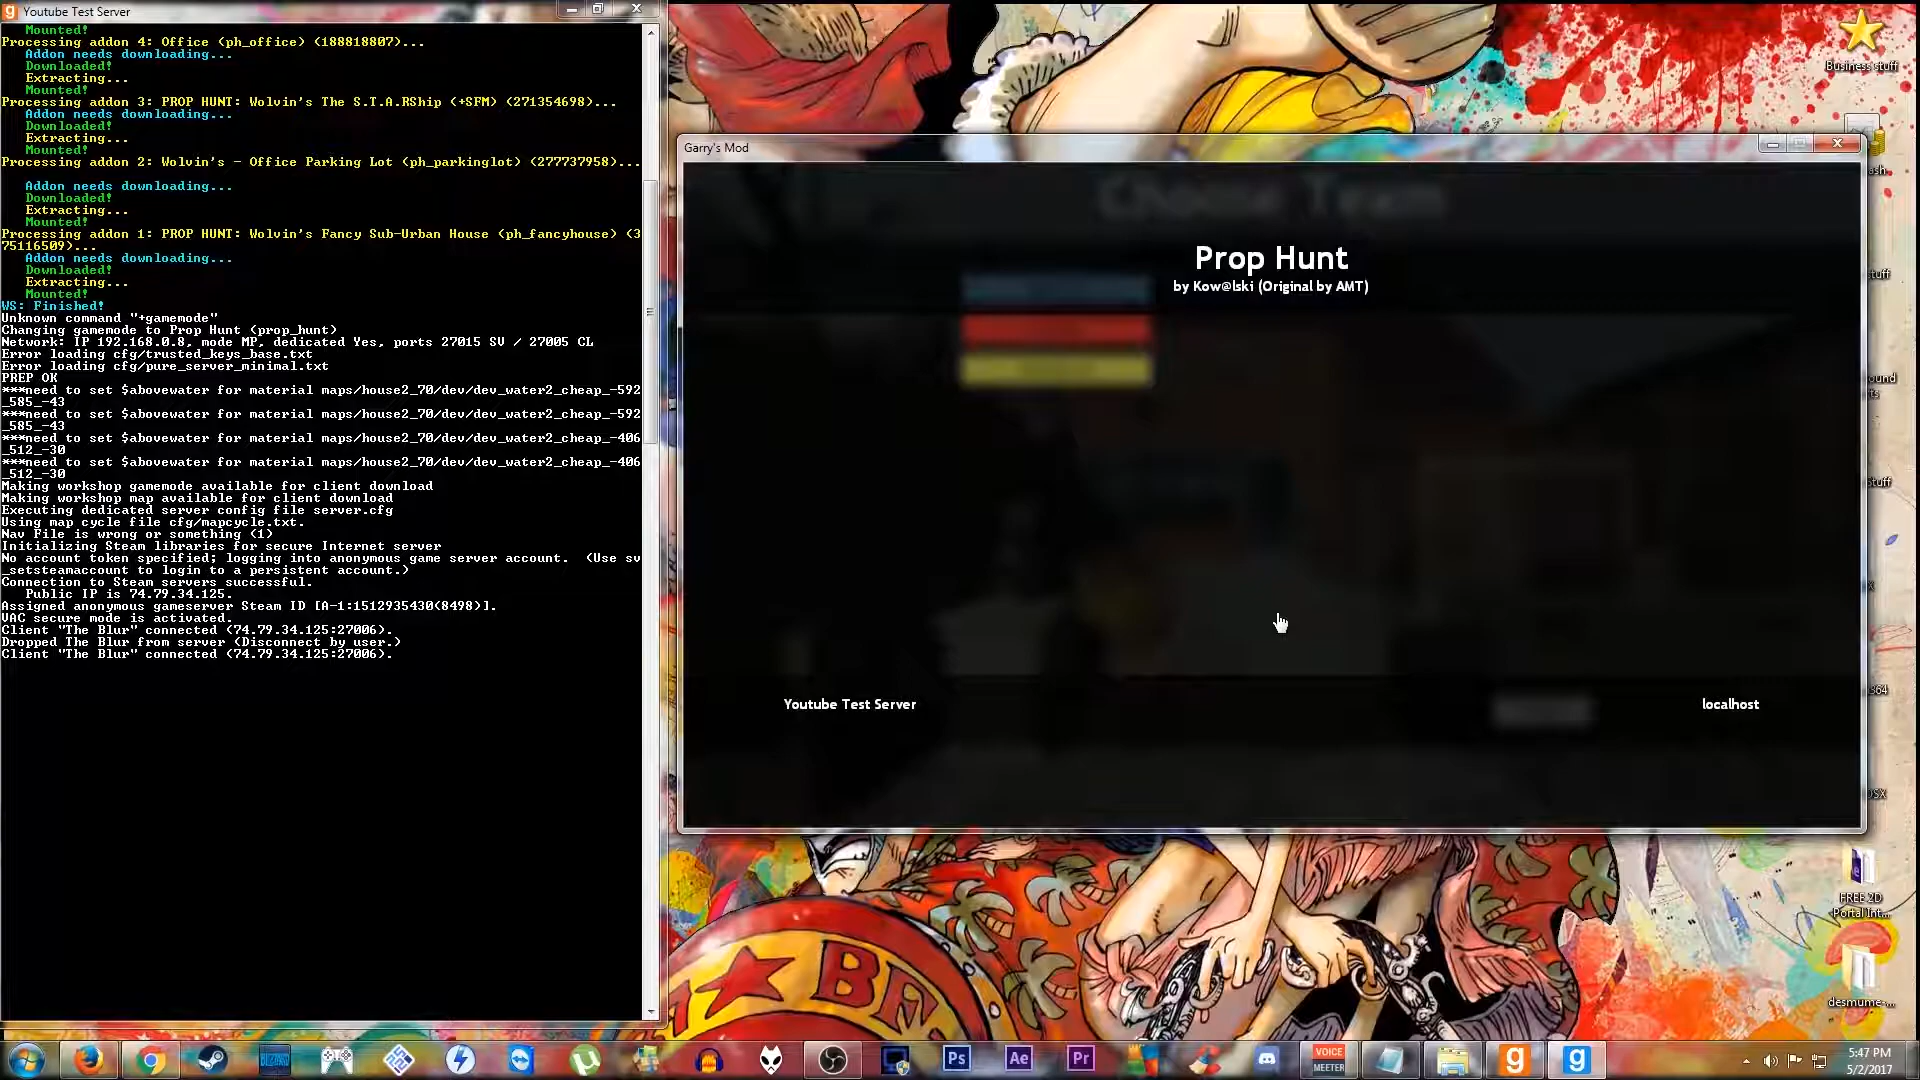 Youtube Test Server
Mounted!
Processing addon 4: Office (ph_office) (188818807)...
Addon needs downloading...
Downloaded!
Extracting...
Mounted!
Processing addon 3: PROP HUNT: Wolvin's The S.T.A.RShip (+SFM) (271354698)...
Addon needs downloading...
Downloaded!
Extracting...
Mounted!
Processing addon 2: Wolvin's - Office Parking Lot (ph_parkinglot) (277737958)...
Addon needs downloading...
Downloaded!
Extracting...
Mounted!
Processing addon 1: PROP HUNT: Wolvin's Fancy Sub-Urban House (ph_fancyhouse) (3
75116509)...
Addon needs downloading...
Downloaded!
Extracting...
Mounted!
WS: Finished!
Unknown command "+gamemode"
Changing gamemode to Prop Hunt (prop_hunt)
Network: IP 192.168.0.8, mode MP, dedicated Yes, ports 27015 SV / 27005 CL
Error loading cfg/trusted_keys_base.txt
Error loading cfg/pure_server_minimal.txt
PREP OK
***need to set $abovewater for material maps/house2_70/dev/dev_water2_cheap_-592
_585_-43
***need to set $abovewater for material maps/house2_70/dev/dev_water2_cheap_-592
_585_-43
***need to set $abovewater for material maps/house2_70/dev/dev_water2_cheap_-406
_512_-30
***need to set $abovewater for material maps/house2_70/dev/dev_water2_cheap_-406
_512_-30
Making workshop gamemode available for client download
Making workshop map available for client download
Executing dedicated server config file server.cfg
Using map cycle file cfg/mapcycle.txt.
Nav File is wrong or something (1)
Initializing Steam libraries for secure Internet server
No account token specified; logging into anonymous game server account.  (Use sv
_setsteamaccount to login to a persistent account.)
Connection to Steam servers successful.
Public IP is 74.79.34.125.
Assigned anonymous gameserver Steam ID [A-1:1512935430(8498)].
VAC secure mode is activated.
Client "The Blur" connected (74.79.34.125:27006).
Dropped The Blur from server (Disconnect by user.)
Client "The Blur" connected (74.79.34.125:27006).
Garry's Mod
Choose Team
Prop Hunt
by Kow@lski (Original by AMT)
Youtube Test Server
localhost
Business stuff
FREE 2D
Portal Int...
desmume-...
BLIZZARD
Ps
Ae
Pr
VOICE
MEETER
g
g
5:47 PM
5/2/2017